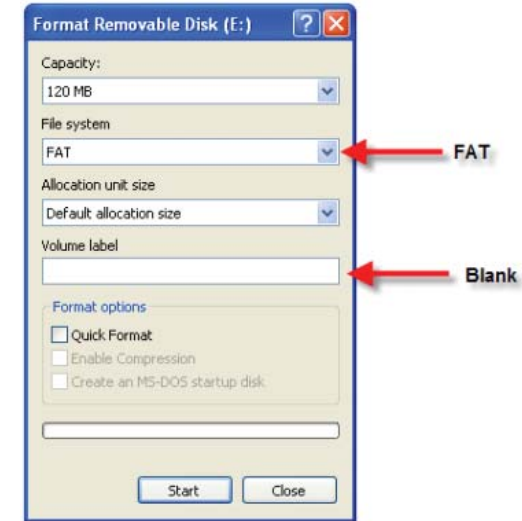 Format Removable Disk (E:)
Capacity:
120 MB
File system
FAT
FAT
Allocation unit size
Default allocation size
Volume label
Blank
Format options
Quick Format
Enable Compression
Create an MS-DOS startup disk
Start
Close